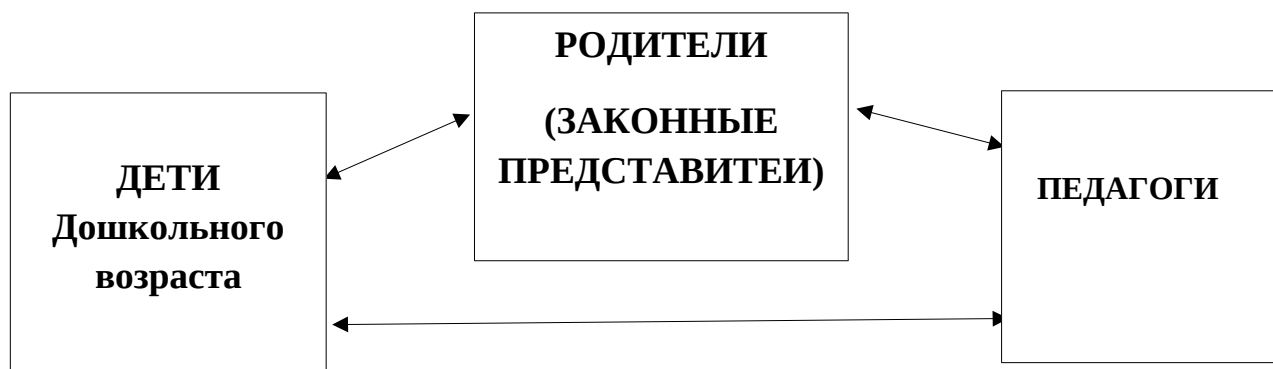 РОДИТЕЛИ
(ЗАКОННЫЕ
ПРЕДСТАВИТЕИ)
ДЕТИ
Дошкольного
возраста
ПЕДАГОГИ